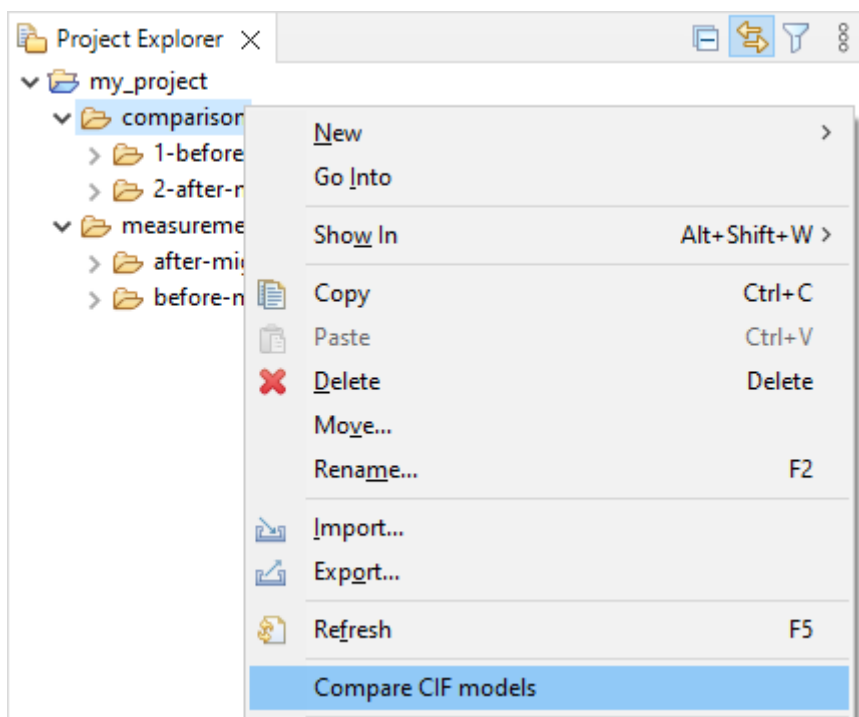 Project Explorer
my_project
comparison
1-before
2-after-
measureme
after-mi
before-
New
Go Into
Show In Alt+Shift+W
Copy Ctrl+C
Paste Ctrl+V
Delete Delete
Move...
Rename... F2
Import...
Export...
Refresh F5
Compare CIF models